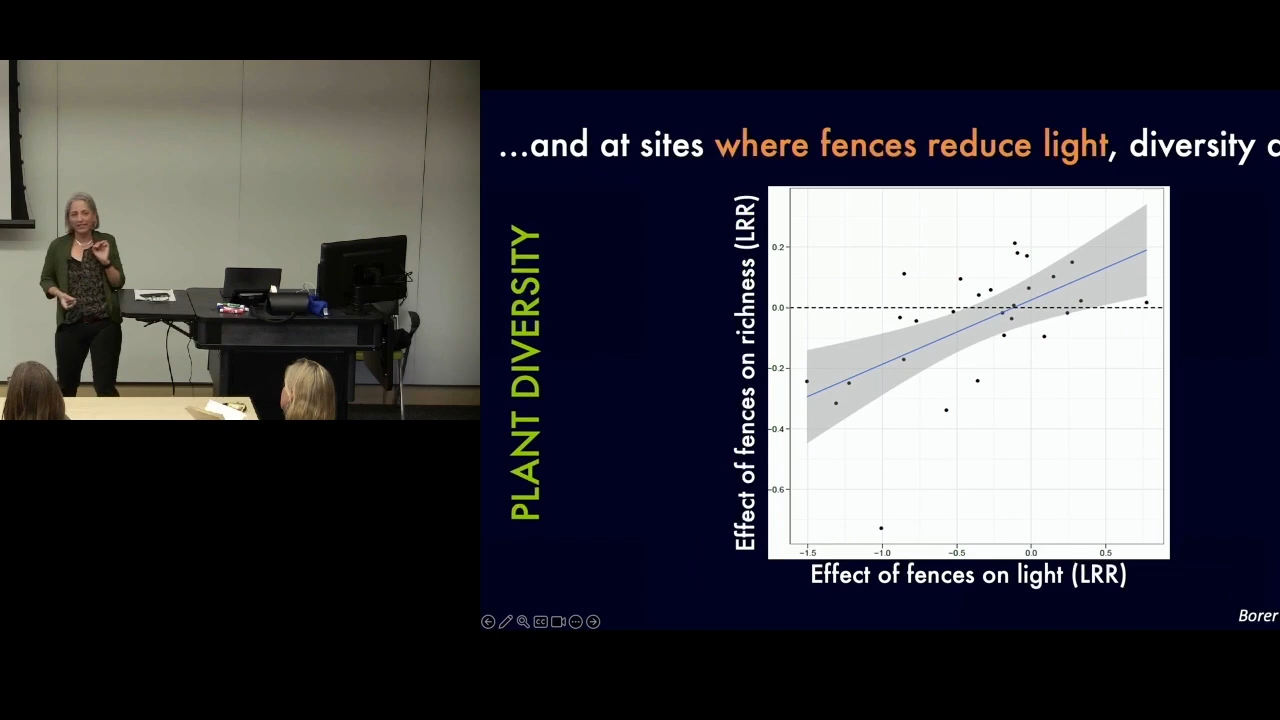 ...and at sites where fences reduce light, diversity
PLANT DIVERSITY
Effect of fences on richness (LRR)
0.2
0.0
-0.2
-0.4
-0.6
-1.5 -1.0 -0.5 0.0 0.5
Effect of fences on light (LRR)
Borer
CC